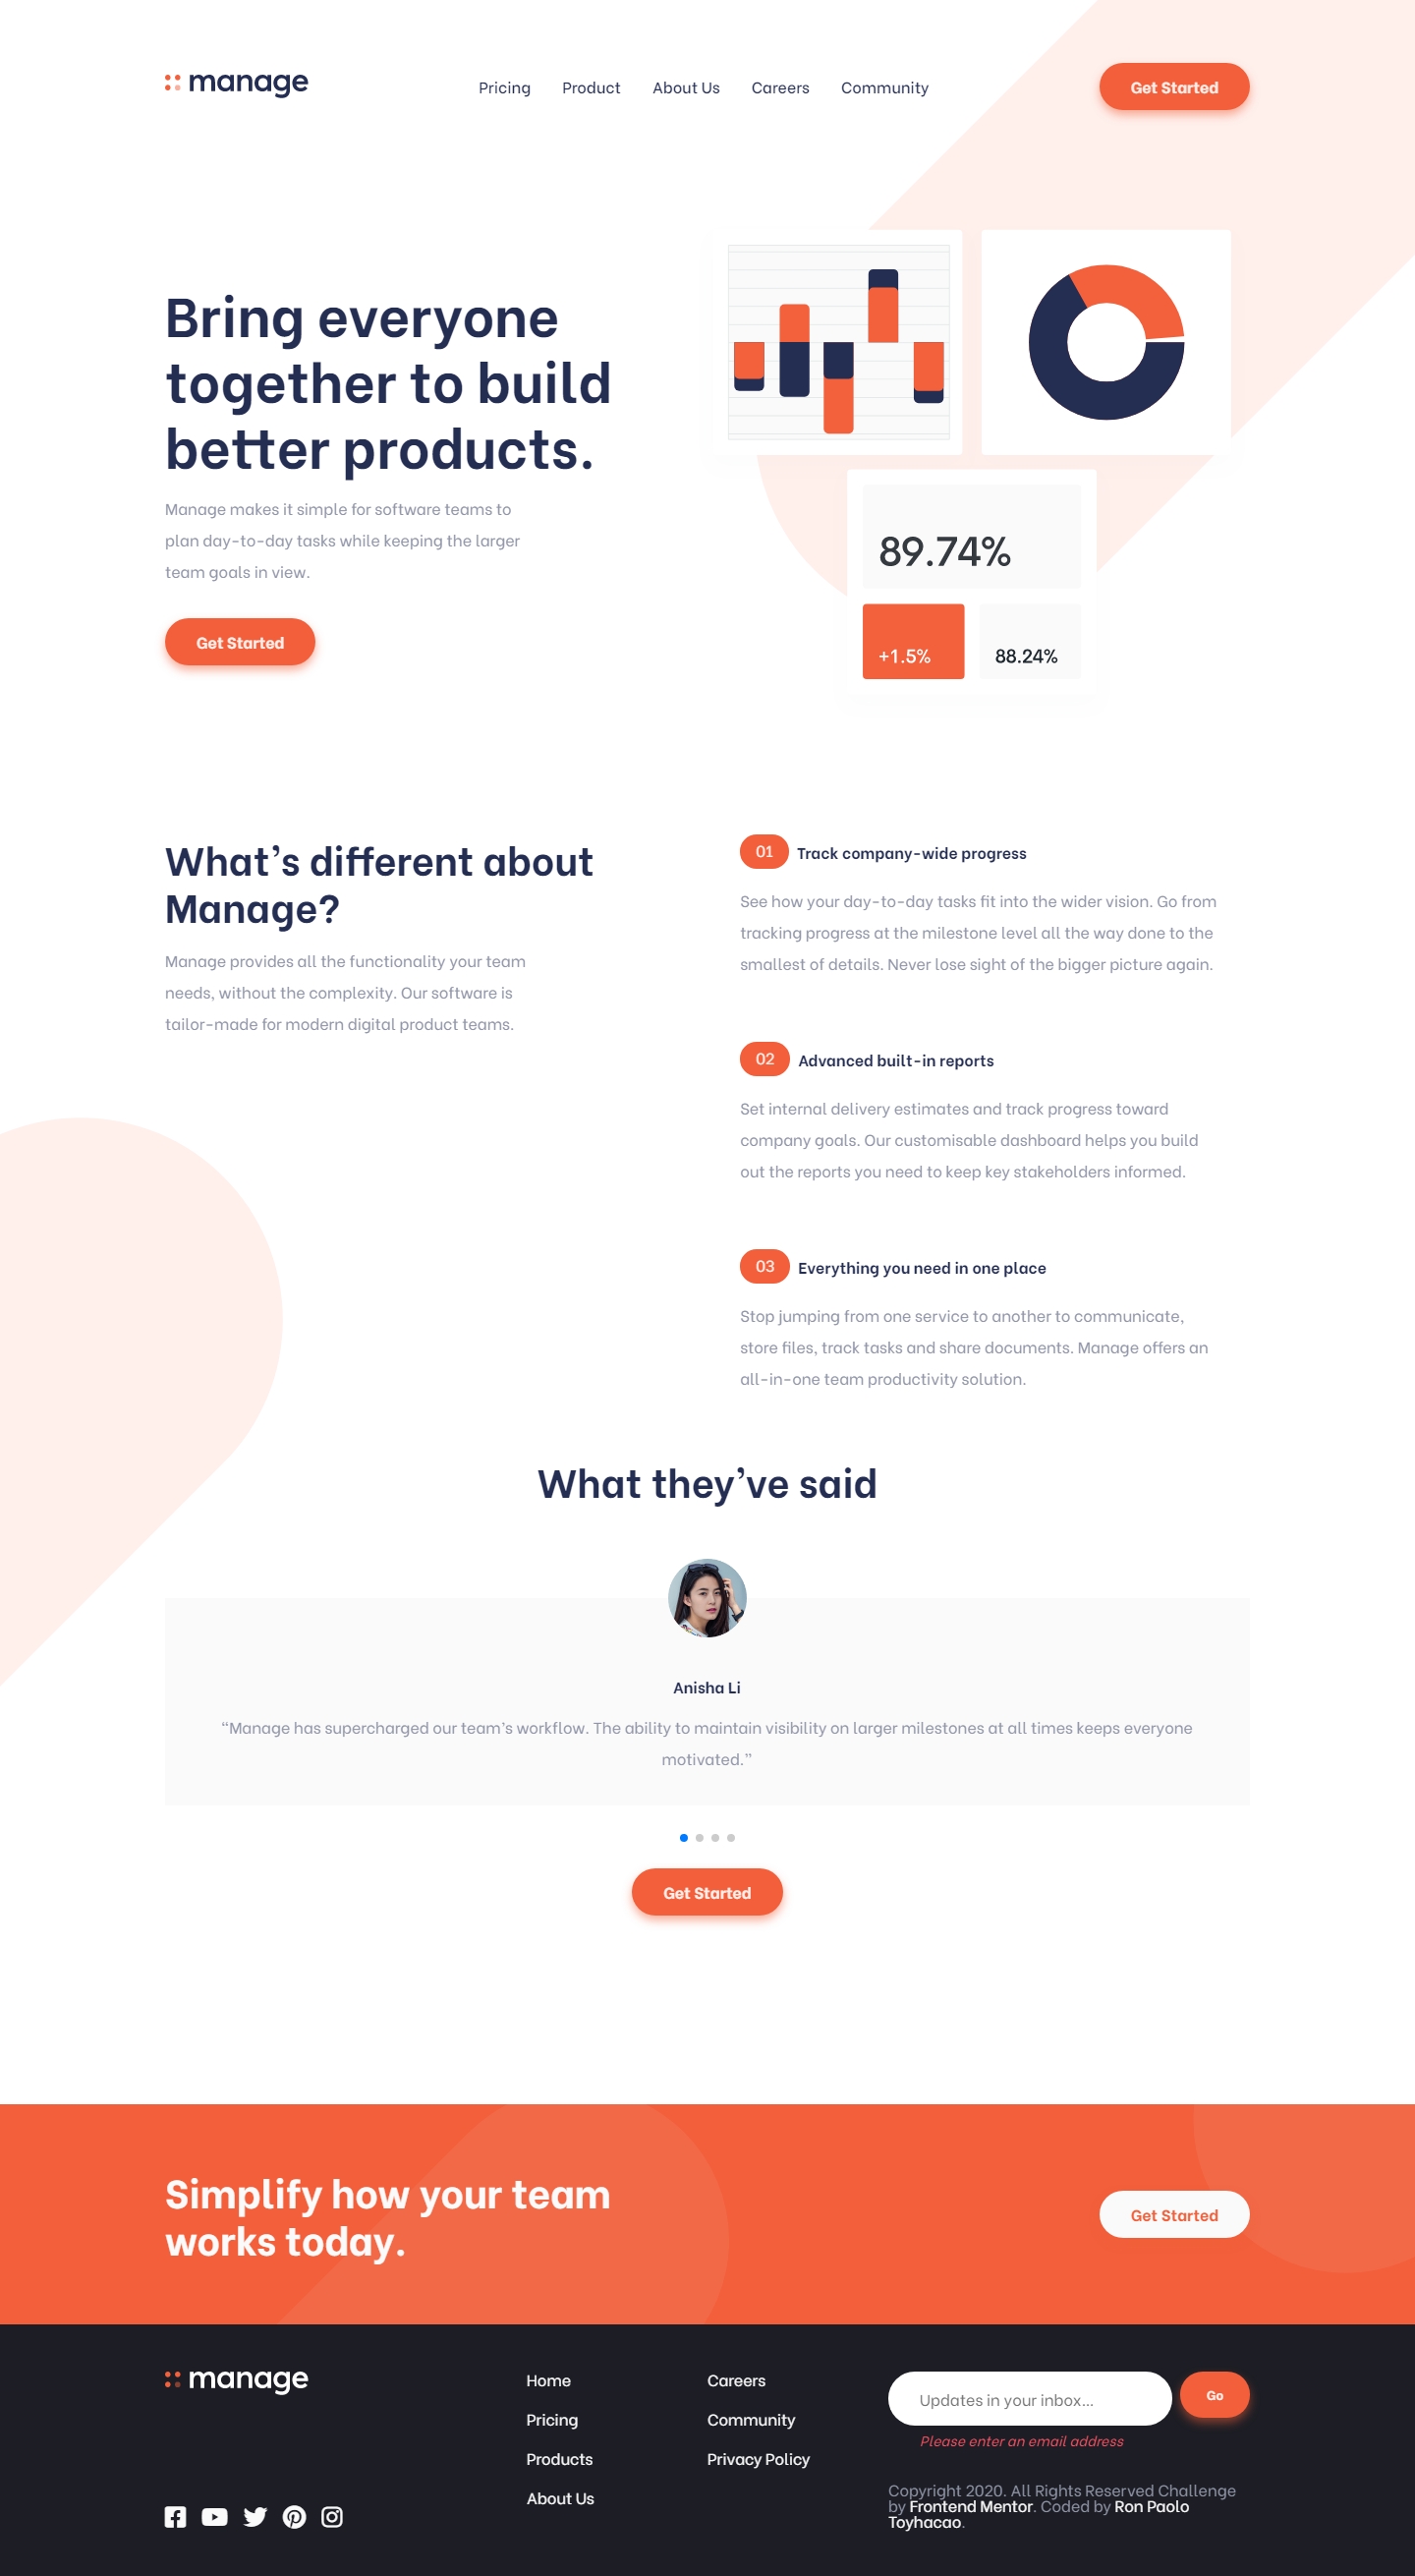 manage
Pricing Product About Us Careers Community
Get Started
Bring everyone
together to build
better products.
Manage makes it simple for software teams to
plan day-to-day tasks while keeping the larger
team goals in view.
Get Started
89.74%
+1.5%
88.24%
What's different about
Manage?
Manage provides all the functionality your team
needs, without the complexity. Our software is
tailor-made for modern digital product teams.
01 Track company-wide progress
See how your day-to-day tasks fit into the wider vision. Go from
tracking progress at the milestone level all the way done to the
smallest of details. Never lose sight of the bigger picture again.
02 Advanced built-in reports
Set internal delivery estimates and track progress toward
company goals. Our customisable dashboard helps you build
out the reports you need to keep key stakeholders informed.
03 Everything you need in one place
Stop jumping from one service to another to communicate,
store files, track tasks and share documents. Manage offers an
all-in-one team productivity solution.
What they've said
Anisha Li
“Manage has supercharged our team's workflow. The ability to maintain visibility on larger milestones at all times keeps everyone
motivated.”
Get Started
Simplify how your team
works today.
Get Started
manage
Home
Pricing
Products
About Us
Careers
Community
Privacy Policy
Updates in your inbox...
Go
Please enter an email address
Copyright 2020. All Rights Reserved Challenge
by Frontend Mentor. Coded by Ron Paolo
Toyhacao.